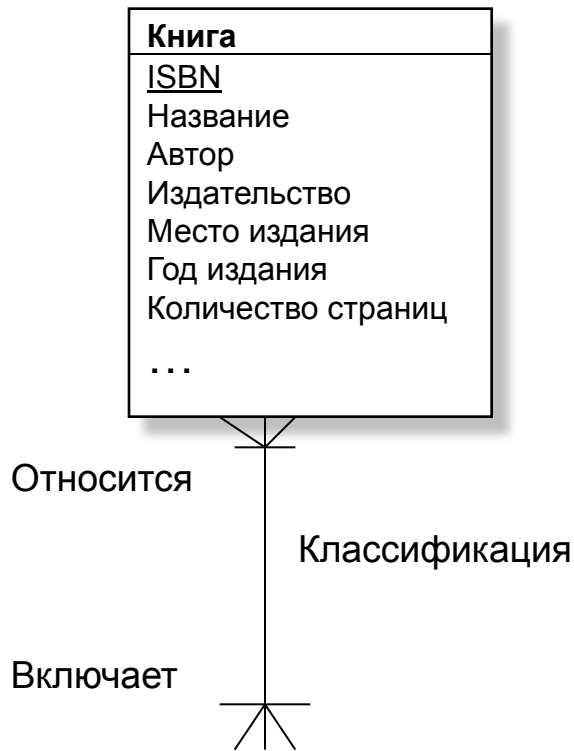 Книга
ISBN
Название
Автор
Издательство
Место издания
Год издания
Количество страниц
...
Относится
Классификация
Включает